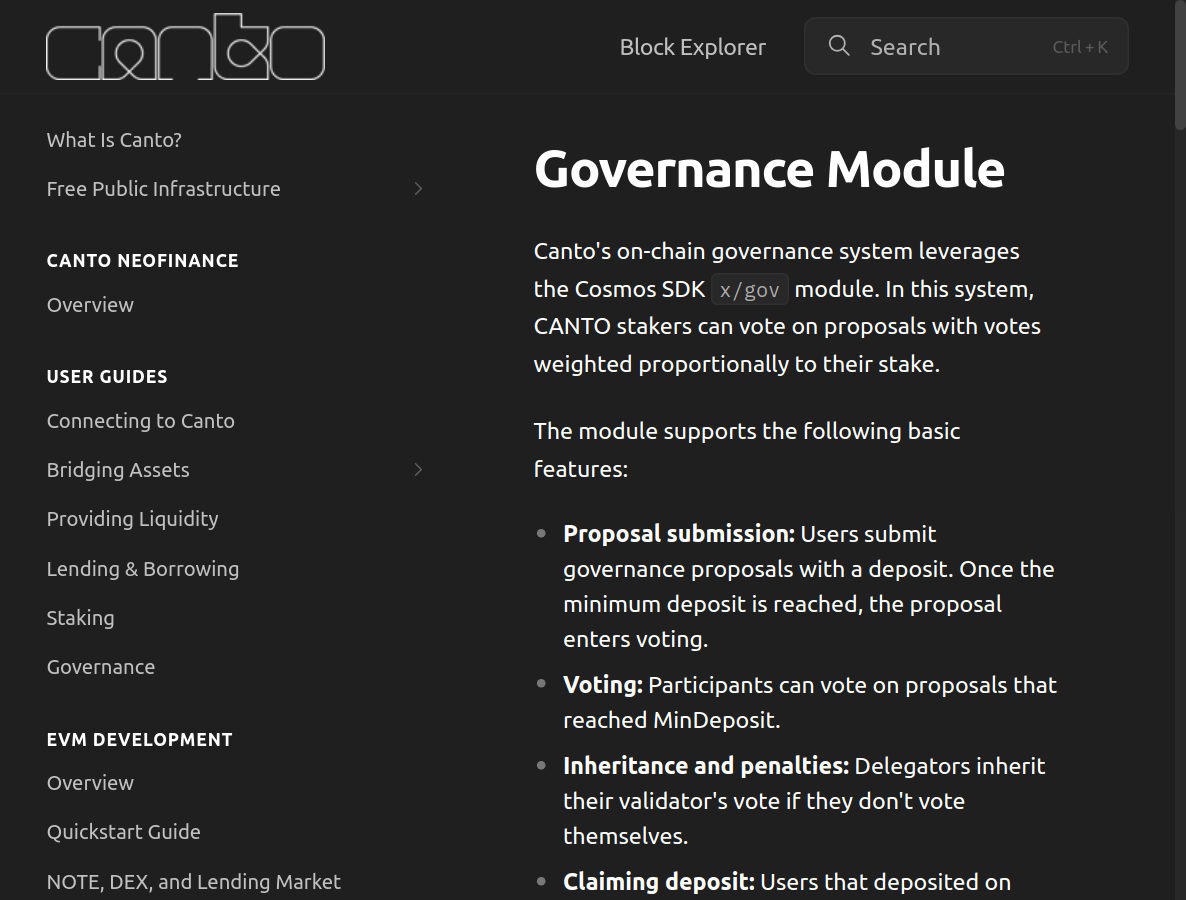 canto
Block Explorer
Search
Ctrl + K
What Is Canto?
Free Public Infrastructure
CANTO NEOFINANCE
Overview
USER GUIDES
Connecting to Canto
Bridging Assets
Providing Liquidity
Lending & Borrowing
Staking
Governance
EVM DEVELOPMENT
Overview
Quickstart Guide
NOTE, DEX, and Lending Market
Governance Module
Canto's on-chain governance system leverages
the Cosmos SDK x/gov module. In this system,
CANTO stakers can vote on proposals with votes
weighted proportionally to their stake.
The module supports the following basic
features:
Proposal submission: Users submit
governance proposals with a deposit. Once the
minimum deposit is reached, the proposal
enters voting.
Voting: Participants can vote on proposals that
reached MinDeposit.
Inheritance and penalties: Delegators inherit
their validator's vote if they don't vote
themselves.
Claiming deposit: Users that deposited on